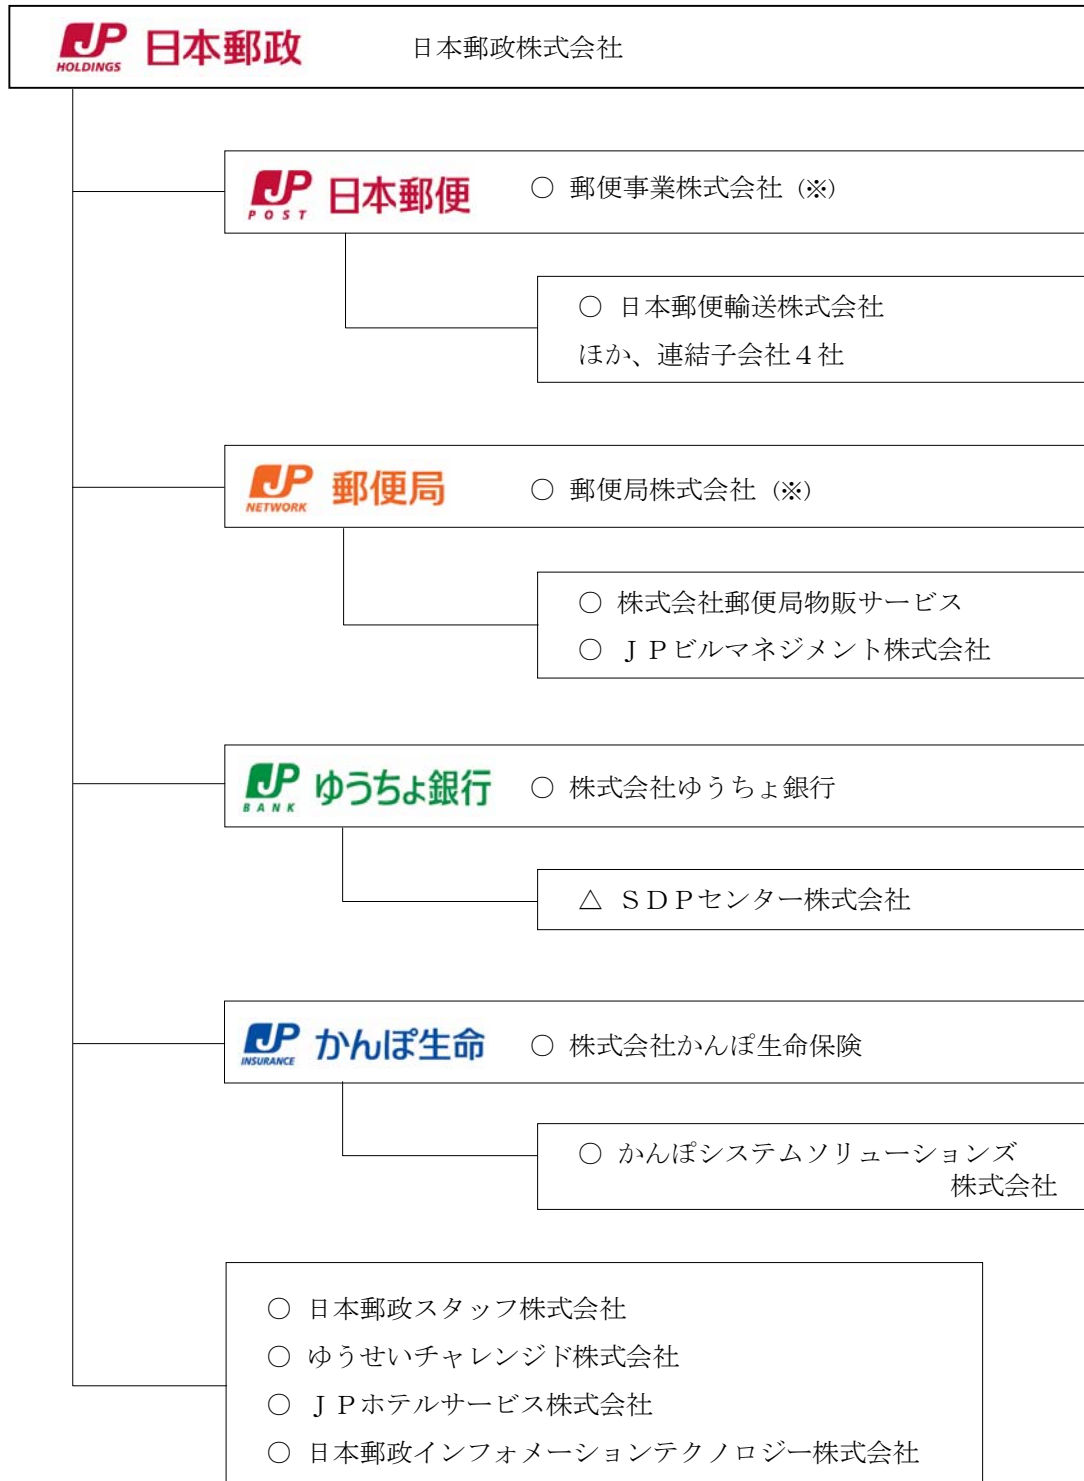 JP HOLDINGS 日本郵政 日本郵政株式会社
JP POST 日本郵便 ○ 郵便事業株式会社 (※)
○ 日本郵便輸送株式会社
ほか、連結子会社4社
JP NETWORK 郵便局 ○ 郵便局株式会社 (※)
○ 株式会社郵便局物販サービス
○ JPビルマネジメント株式会社
JP BANK ゆうちょ銀行 ○ 株式会社ゆうちょ銀行
△ SDPセンター株式会社
JP INSURANCE かんぽ生命 ○ 株式会社かんぽ生命保険
○ かんぽシステムソリューションズ
株式会社
○ 日本郵政スタッフ株式会社
○ ゆうせいチャレンジド株式会社
○ JPホテルサービス株式会社
○ 日本郵政インフォメーションテクノロジー株式会社